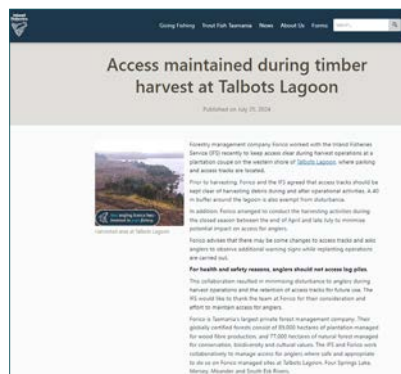 Inland
Fisheries
Going Fishing Trout Fish Tasmania News About Us Forms
Access maintained during timber
harvest at Talbots Lagoon
Published on July 25, 2024
Forestry management company Forico worked with the Inland Fisheries
Service (IFS) recently to keep access clear during harvest operations at a
plantation coupe on the western shore of Talbots Lagoon, where parking
and access tracks are located.
Prior to harvesting, Forico and the IFS agreed that access tracks should be
kept clear of harvesting debris during and after operational activities. A 40
m buffer around the lagoon is also exempt from disturbance.
In addition, Forico arranged to conduct the harvesting activities during
the closed season between the end of April and late July to minimise
potential impact on access for anglers.
Forico advises that there may be some changes to access tracks and asks
anglers to observe additional warning signs while replanting operations
are carried out.
For health and safety reasons, anglers should not access log piles.
This collaboration resulted in minimising disturbance to anglers during
harvest operations and the retention of access tracks for future use. The
IFS would like to thank the team at Forico for their consideration and
effort to maintain access for anglers.
Forico is Tasmania's largest private forest management company. Their
globally certified forests consist of 89,000 hectares of plantation managed
for wood fibre production, and 77,000 hectares of natural forest managed
for conservation, biodiversity and cultural values. The IFS and Forico work
collaboratively to manage access for anglers where safe and appropriate
to do so on Forico managed sites at Talbots Lagoon, Four Springs Lake,
Mersey, Meander and South Esk Rivers.
angling licence fees
invested in your fishery
Harvested area at Talbots Lagoon